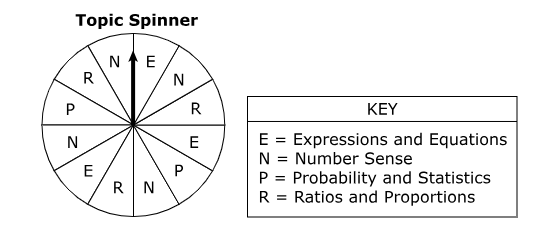 Topic Spinner
N E
R N
P R
N E
E P
R N
KEY
E = Expressions and Equations
N = Number Sense
P = Probability and Statistics
R = Ratios and Proportions